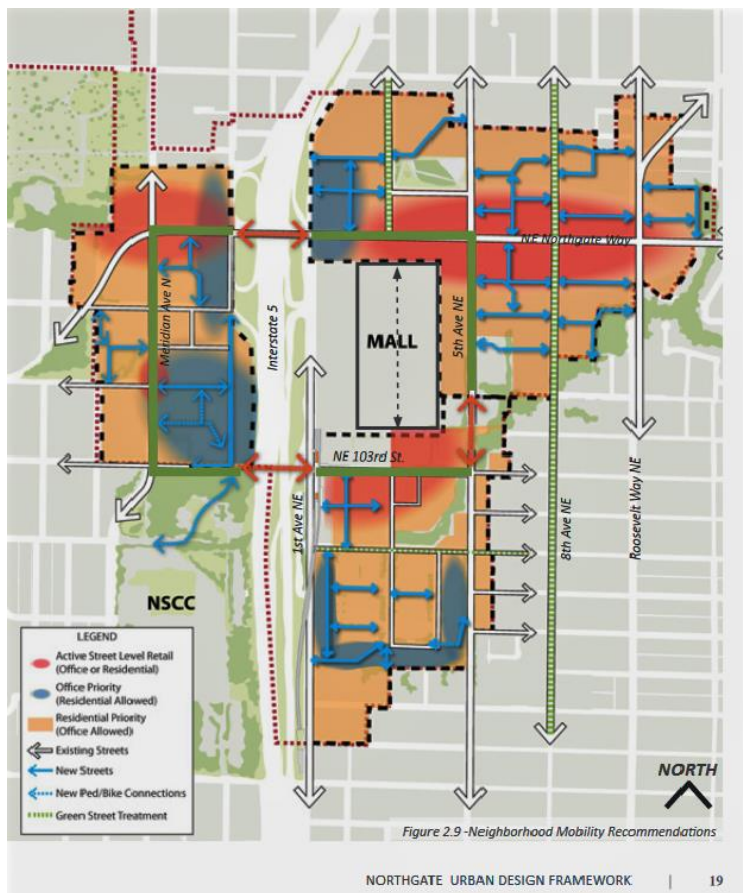 NE Northgate Way
Meridian Ave N
Interstate 5
MALL
5th Ave NE
NE 103rd St.
1st Ave NE
8th Ave NE
Roosevelt Way NE
NSCC
LEGEND
Active Street Level Retail
(Office or Residential)
Office Priority
(Residential Allowed)
Residential Priority
(Office Allowed)
Existing Streets
New Streets
New Ped/Bike Connections
Green Street Treatment
NORTH
Figure 2.9 -Neighborhood Mobility Recommendations
NORTHGATE URBAN DESIGN FRAMEWORK | 19